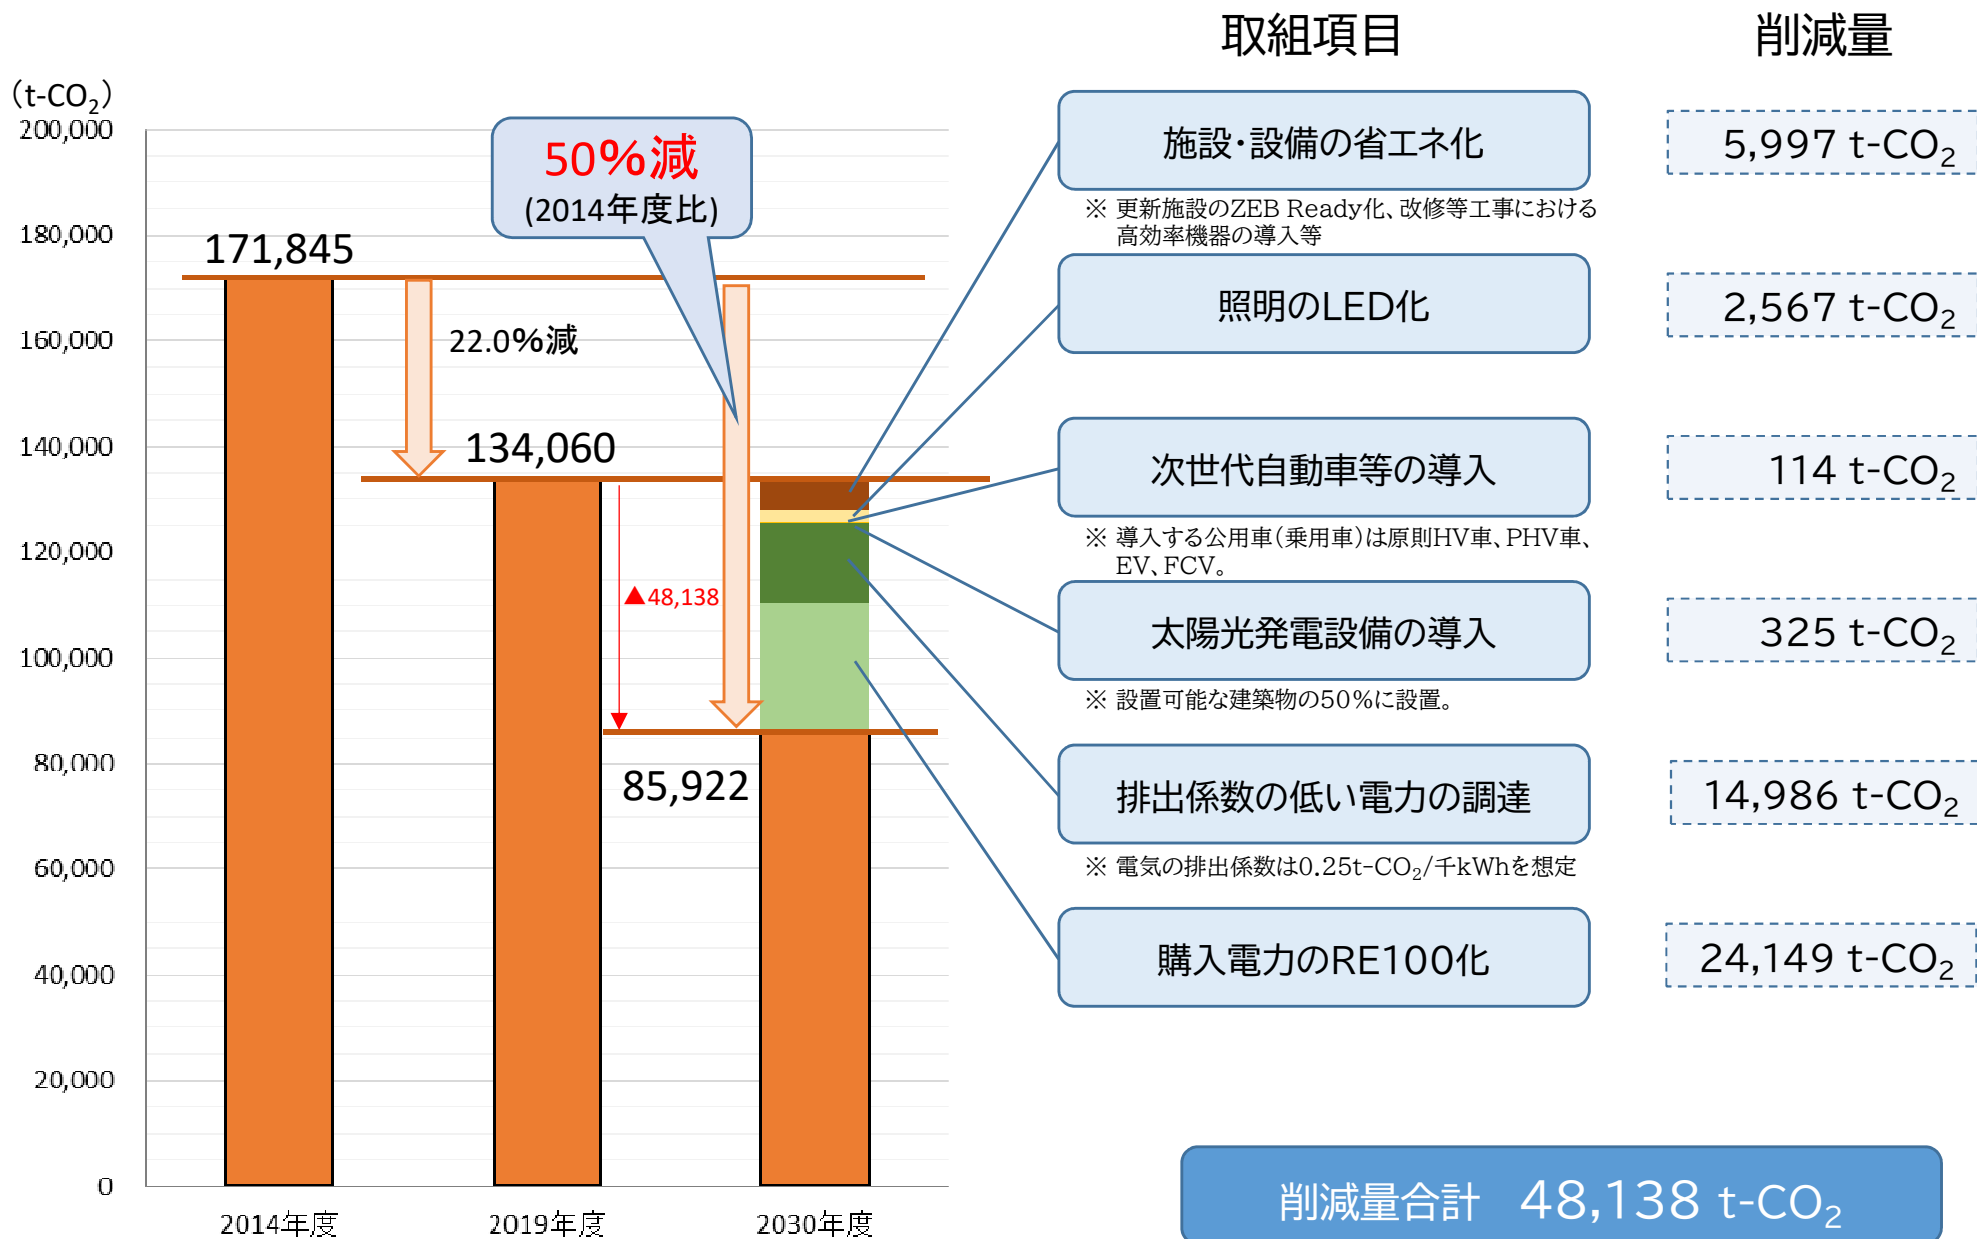 取組項目
削減量
（t-CO₂）
200,000
180,000
160,000
140,000
120,000
100,000
80,000
60,000
40,000
20,000
0
50%減
(2014年度比)
171,845
22.0%減
134,060
▲48,138
85,922
2014年度
2019年度
2030年度
施設・設備の省エネ化
5,997 t-CO₂
※ 更新施設のZEB Ready化、改修等工事における
高効率機器の導入等
照明のLED化
2,567 t-CO₂
次世代自動車等の導入
114 t-CO₂
※ 導入する公用車（乗用車）は原則HV車、PHV車、
EV、FCV。
太陽光発電設備の導入
325 t-CO₂
※ 設置可能な建築物の50%に設置。
排出係数の低い電力の調達
14,986 t-CO₂
※ 電気の排出係数は0.25t-CO₂/千kWhを想定
購入電力のRE100化
24,149 t-CO₂
削減量合計 48,138 t-CO₂